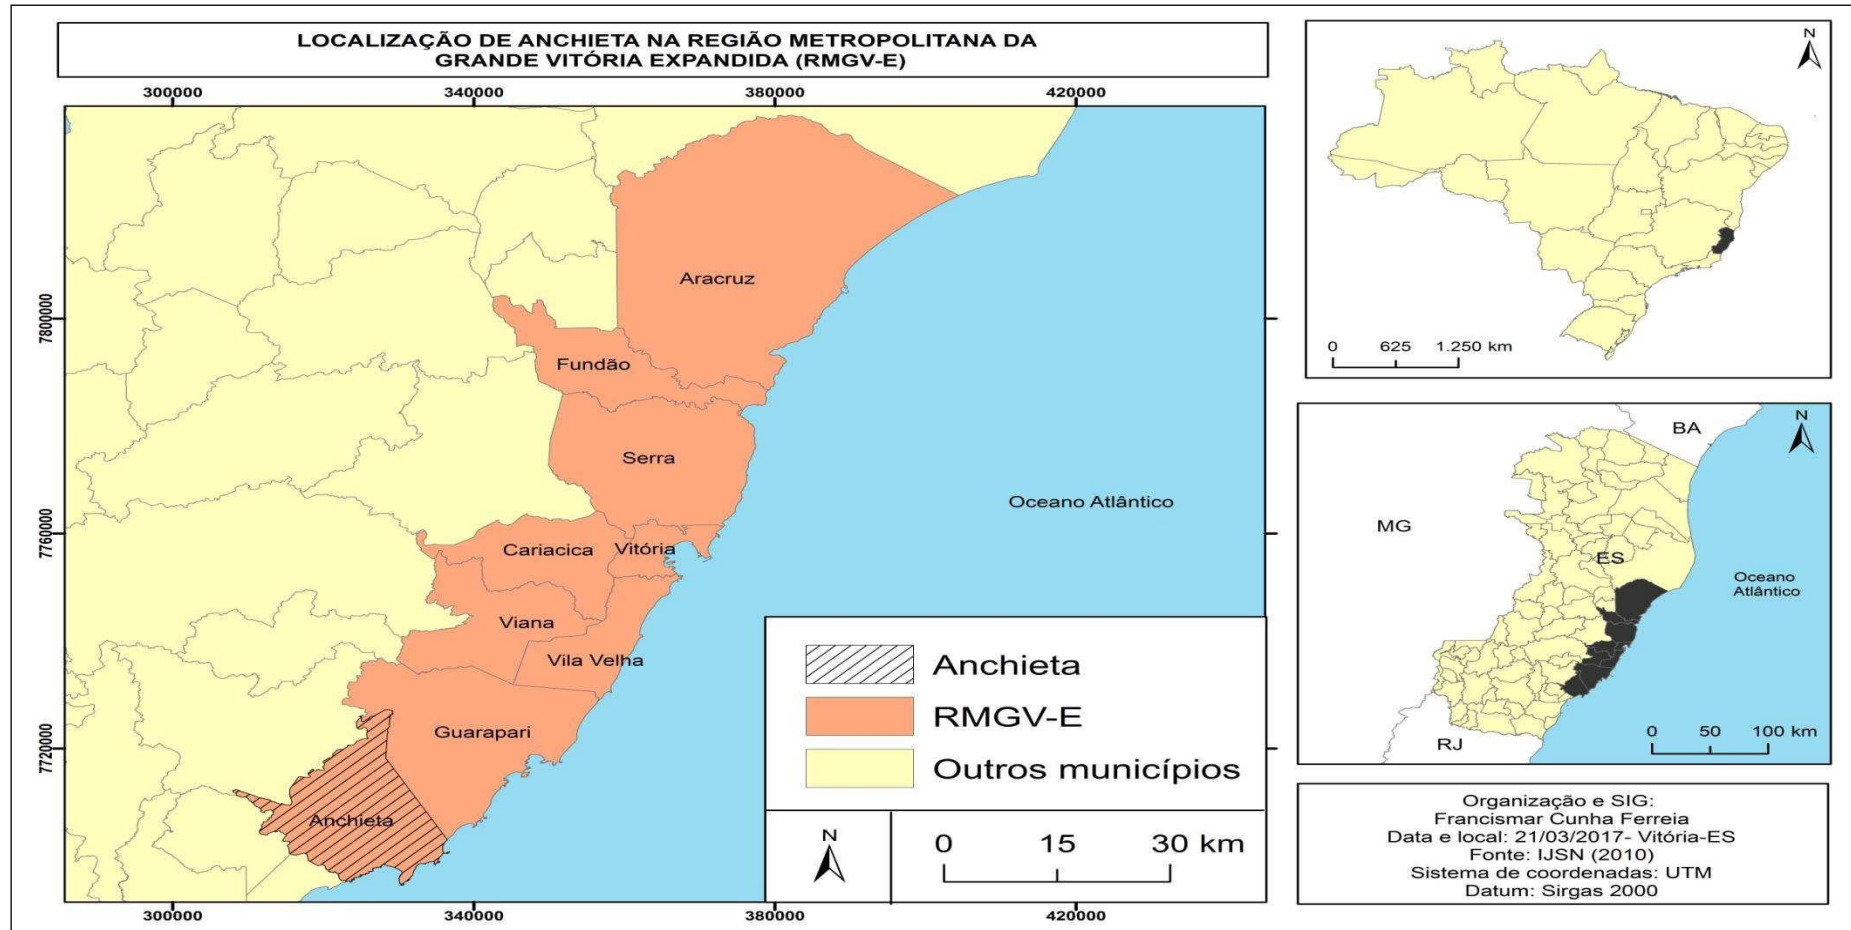 LOCALIZAÇÃO DE ANCHIETA NA REGIÃO METROPOLITANA DA
GRANDE VITÓRIA EXPANDIDA (RMGV-E)
300000 340000 380000 420000
7800000
7760000
7720000
Aracruz
Fundão
Serra
Oceano Atlântico
Cariacica
Vitória
Viana
Vila Velha
Guarapari
Anchieta
Anchieta
RMGV-E
Outros municípios
N
0 15 30 km
300000 340000 380000 420000
N
0 625 1.250 km
N
BA
MG
ES
Oceano
Atlântico
RJ
0 50 100 km
Organização e SIG:
Francismar Cunha Ferreia
Data e local: 21/03/2017- Vitória-ES
Fonte: IJSN (2010)
Sistema de coordenadas: UTM
Datum: Sirgas 2000